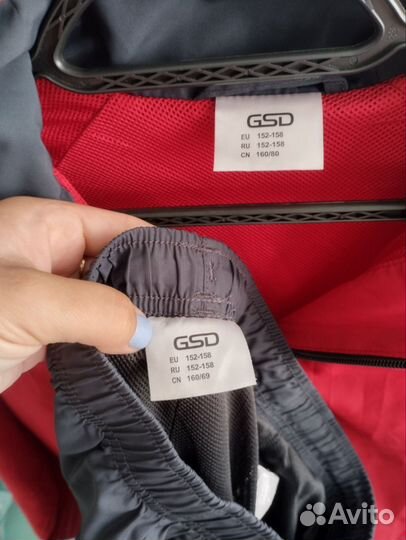 GSD
EU 152-158
RU 152-158
CN 160/80
GSD
EU 152-158
RU 152-158
CN 160/69
Avito